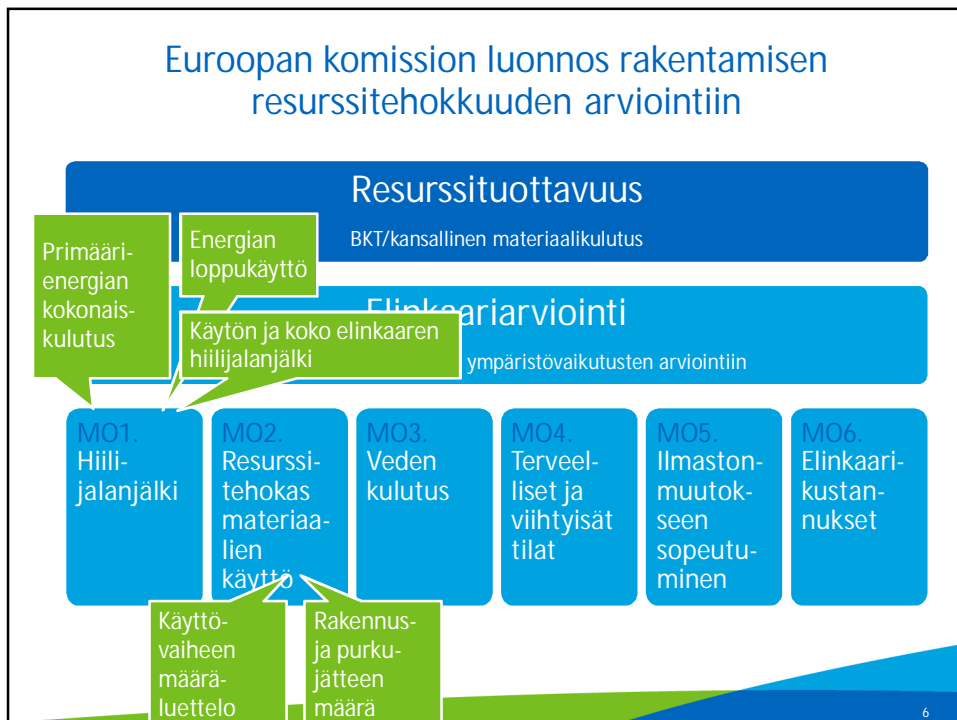 Euroopan komission luonnos rakentamisen
resurssitehokkuuden arviointiin
Resurssituottavuus
BKT/kansallinen materiaalikulutus
Primääri-
energian
kokonais-
kulutus
Energian
loppukäyttö
Elinkaariarviointi
Käytön ja koko elinkaaren
hiilijalanjälki
ympäristövaikutusten arviointiin
MO1.
Hiili-
jalanjälki
MO2.
Resurssi-
tehokas
materiaa-
lien
käyttö
MO3.
Veden
kulutus
MO4.
Terveel-
liset ja
viihtyisät
tilat
MO5.
Ilmaston-
muutok-
seen
sopeutu-
minen
MO6.
Elinkaari-
kustan-
nukset
Käyttö-
vaiheen
määrä-
luettelo
Rakennus-
ja purku-
jätteen
määrä
6